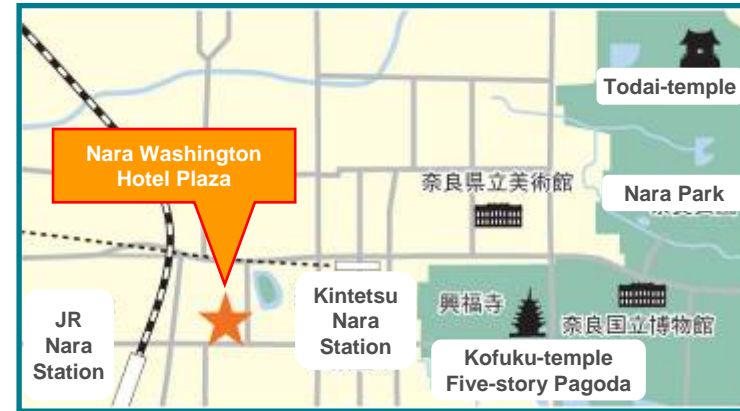 Todai-temple
Nara Washington
Hotel Plaza
奈良県立美術館
Nara Park
Kintetsu
Nara
Station
興福寺
奈良国立博物館
JR
Nara
Station
Kofuku-temple
Five-story Pagoda